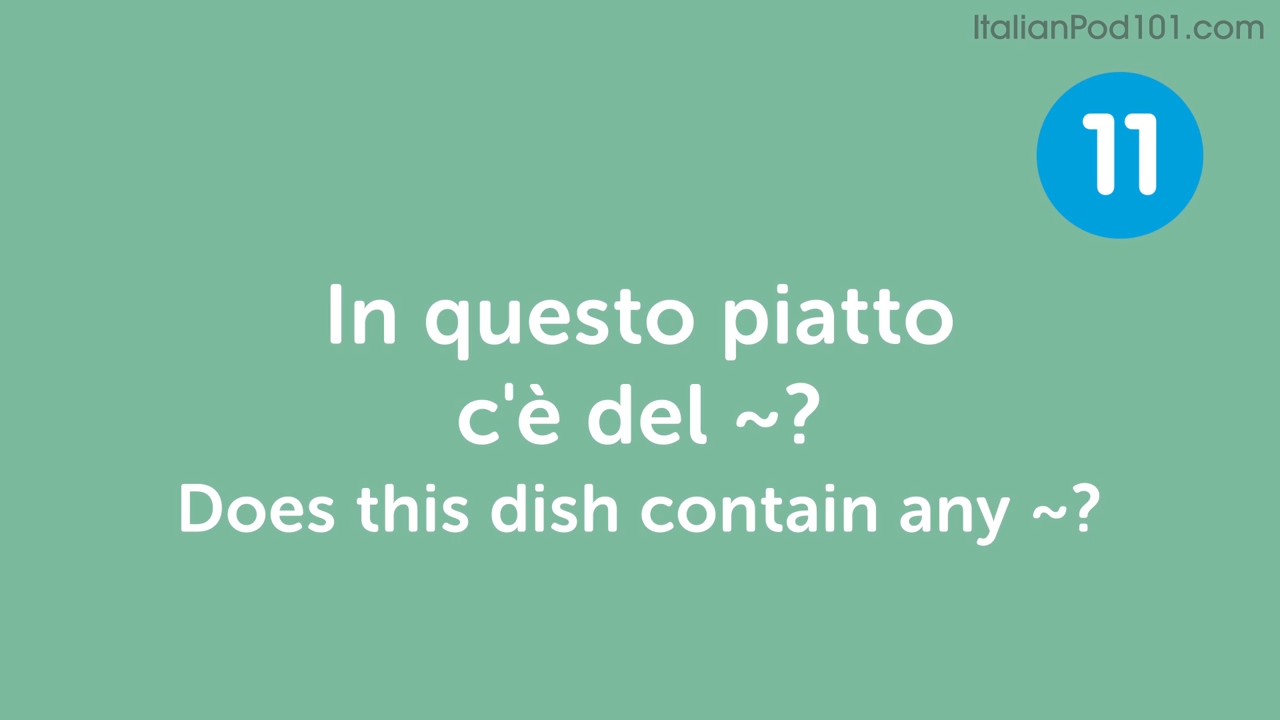 ItalianPod101.com
11
In questo piatto
c'è del ~?
Does this dish contain any ~?